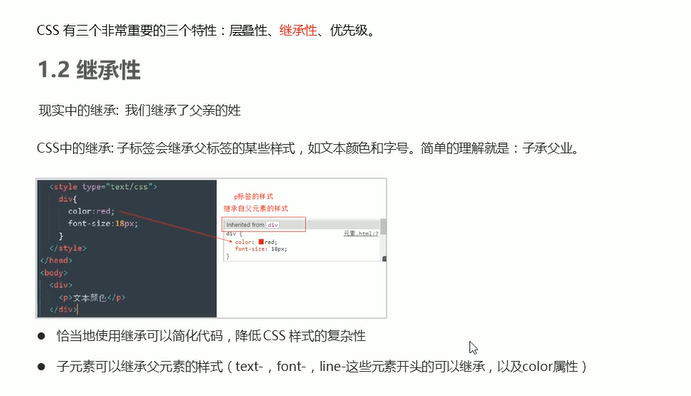 CSS 有三个非常重要的三个特性：层叠性、继承性、优先级。
1.2 继承性
现实中的继承: 我们继承了父亲的姓
CSS中的继承: 子标签会继承父标签的某些样式，如文本颜色和字号。简单的理解就是：子承父业。
<style type="text/css">
div{
color:red;
font-size:18px;
}
</style>
</head>
<body>
<div>
<p>文本颜色</p>
</div>
p标签的样式
继承自父元素的样式
Inherited from div
div {
元素.html:7
color: red;
font-size: 18px;
}
恰当地使用继承可以简化代码，降低 CSS 样式的复杂性
子元素可以继承父元素的样式（text-，font-，line-这些元素开头的可以继承，以及color属性）